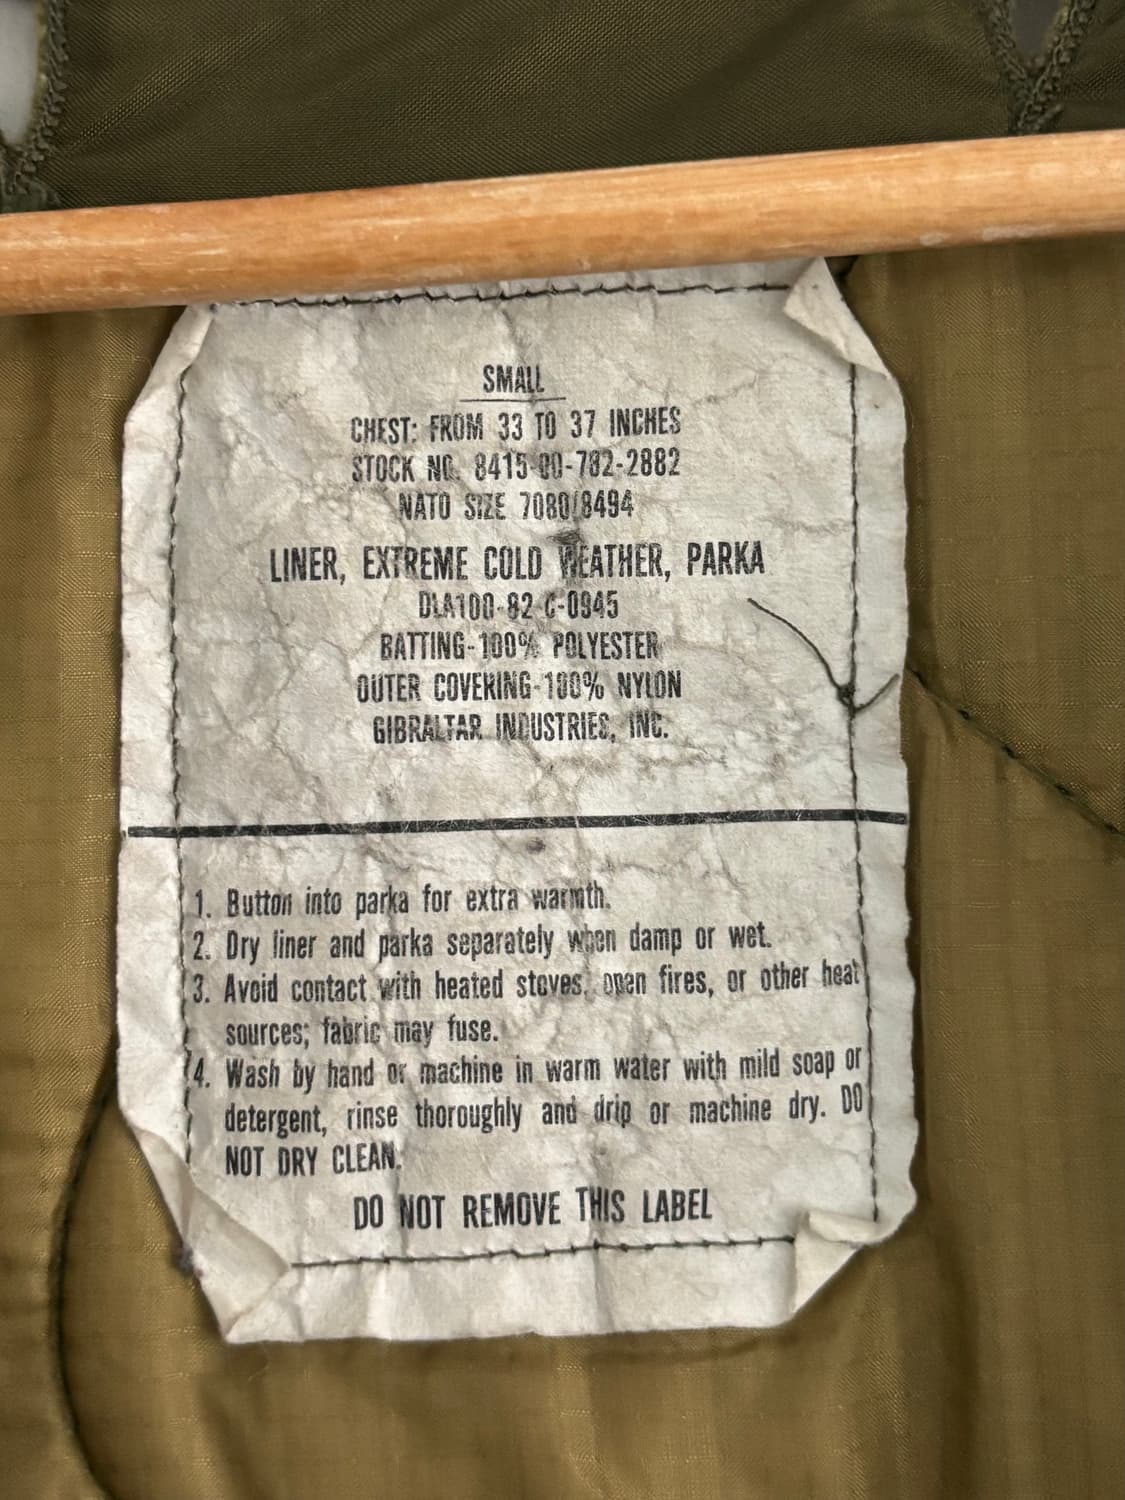 SMALL
CHEST: FROM 33 TO 37 INCHES
STOCK NO. 8415-00-782-2882
NATO SIZE 7080/8494
LINER, EXTREME COLD WEATHER, PARKA
DLA100-82-C-0945
BATTING-100% POLYESTER
OUTER COVERING-100% NYLON
GIBRALTAR INDUSTRIES, INC.
1. Button into parka for extra warmth.
2. Dry liner and parka separately when damp or wet.
3. Avoid contact with heated stoves, open fires, or other heat
sources; fabric may fuse.
4. Wash by hand or machine in warm water with mild soap or
detergent, rinse thoroughly and drip or machine dry. DO
NOT DRY CLEAN.
DO NOT REMOVE THIS LABEL